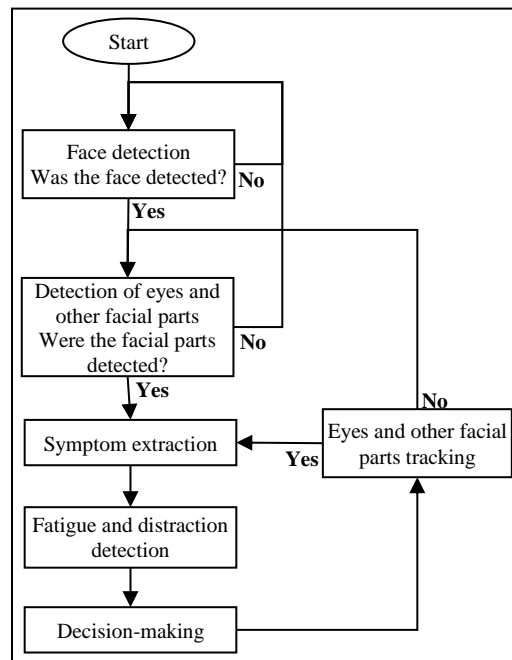 Start
Face detection
Was the face detected?
No
Yes
Detection of eyes and
other facial parts
Were the facial parts
detected?
No
Yes
Symptom extraction
Fatigue and distraction
detection
Decision-making
No
Eyes and other facial
parts tracking
Yes